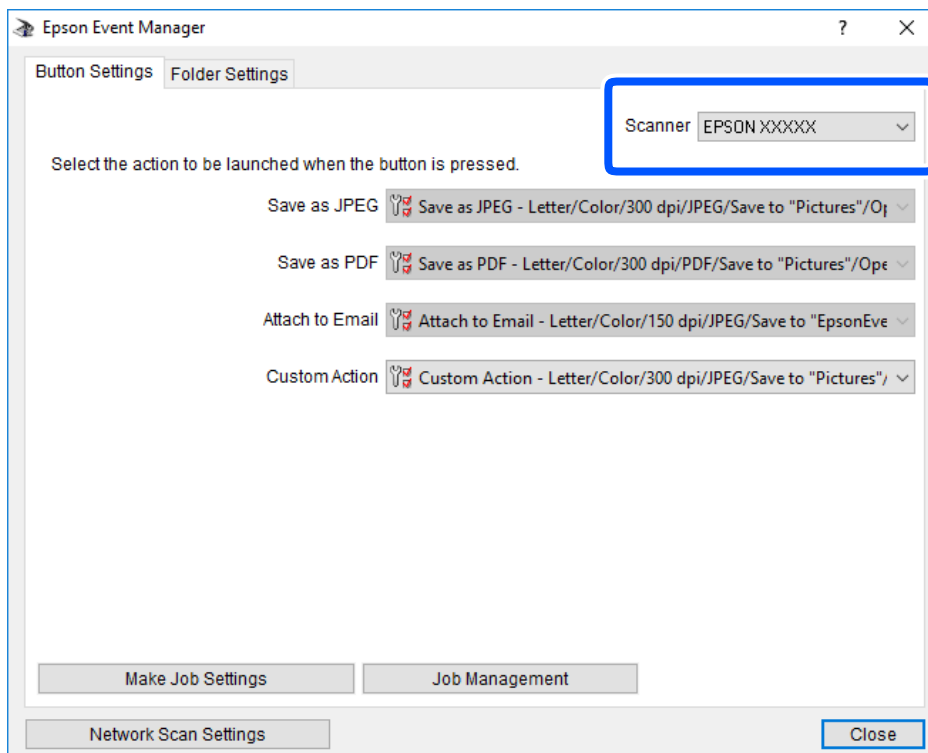 Epson Event Manager
Button Settings Folder Settings
Scanner EPSON XXXXX
Select the action to be launched when the button is pressed.
Save as JPEG Save as JPEG - Letter/Color/300 dpi/JPEG/Save to "Pictures"/Op
Save as PDF Save as PDF - Letter/Color/300 dpi/PDF/Save to "Pictures"/Ope
Attach to Email Attach to Email - Letter/Color/150 dpi/JPEG/Save to "EpsonEve
Custom Action Custom Action - Letter/Color/300 dpi/JPEG/Save to "Pictures"/
Make Job Settings Job Management
Network Scan Settings Close